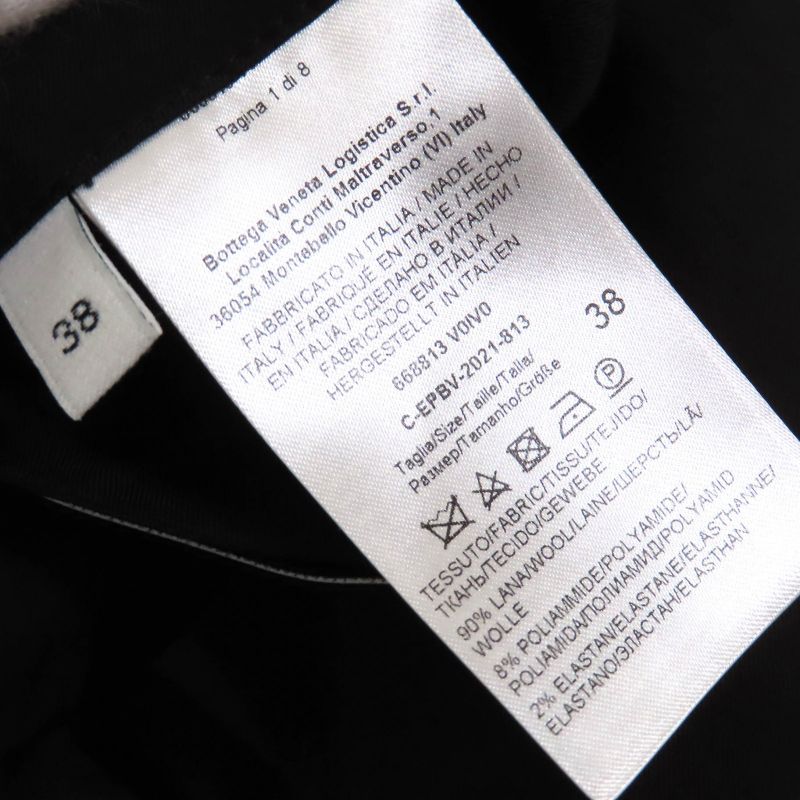 Pagina 1 di 8
Bottega Veneta Logistica S.r.l.
Località Conti Maltraverso,1
36054 Montebello Vicentino (VI) Italy
FABBRICATO IN ITALIA / MADE IN
ITALY / FABRIQUÉ EN ITALIE / HECHO
EN ITALIA / СДЕЛАНО В ИТАЛИИ /
FABRICADO EM ITÁLIA /
HERGESTELLT IN ITALIEN
668813 V0IV0
C-EPBV-2021-813
Taglia/Size/Taille/Talla/
Размер/Tamanho/Größe
38
P
TESSUTO/FABRIC/TISSU/TEJIDO/
ТКАНЬ/TECIDO/GEWEBE
90% LANA/WOOL/LAINE/ШЕРСТЬ/LÃ/
WOLLE
8% POLIAMMIDE/POLYAMIDE/
POLIAMIDA/ПОЛИАМИД/POLYAMID
2% ELASTAN/ELASTANE/ÉLASTHANNE/
ELASTANO/ЭЛАСТАН/ELASTHAN
38